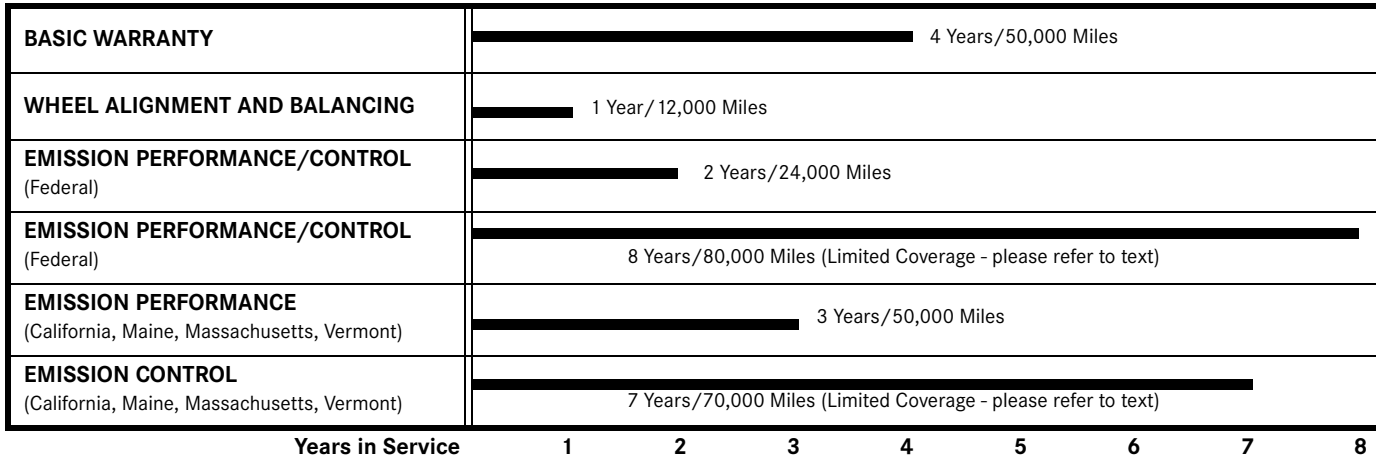 BASIC WARRANTY
4 Years/50,000 Miles
WHEEL ALIGNMENT AND BALANCING
1 Year/12,000 Miles
EMISSION PERFORMANCE/CONTROL
(Federal)
2 Years/24,000 Miles
EMISSION PERFORMANCE/CONTROL
(Federal)
8 Years/80,000 Miles (Limited Coverage - please refer to text)
EMISSION PERFORMANCE
(California, Maine, Massachusetts, Vermont)
3 Years/50,000 Miles
EMISSION CONTROL
(California, Maine, Massachusetts, Vermont)
7 Years/70,000 Miles (Limited Coverage - please refer to text)
Years in Service 1 2 3 4 5 6 7 8